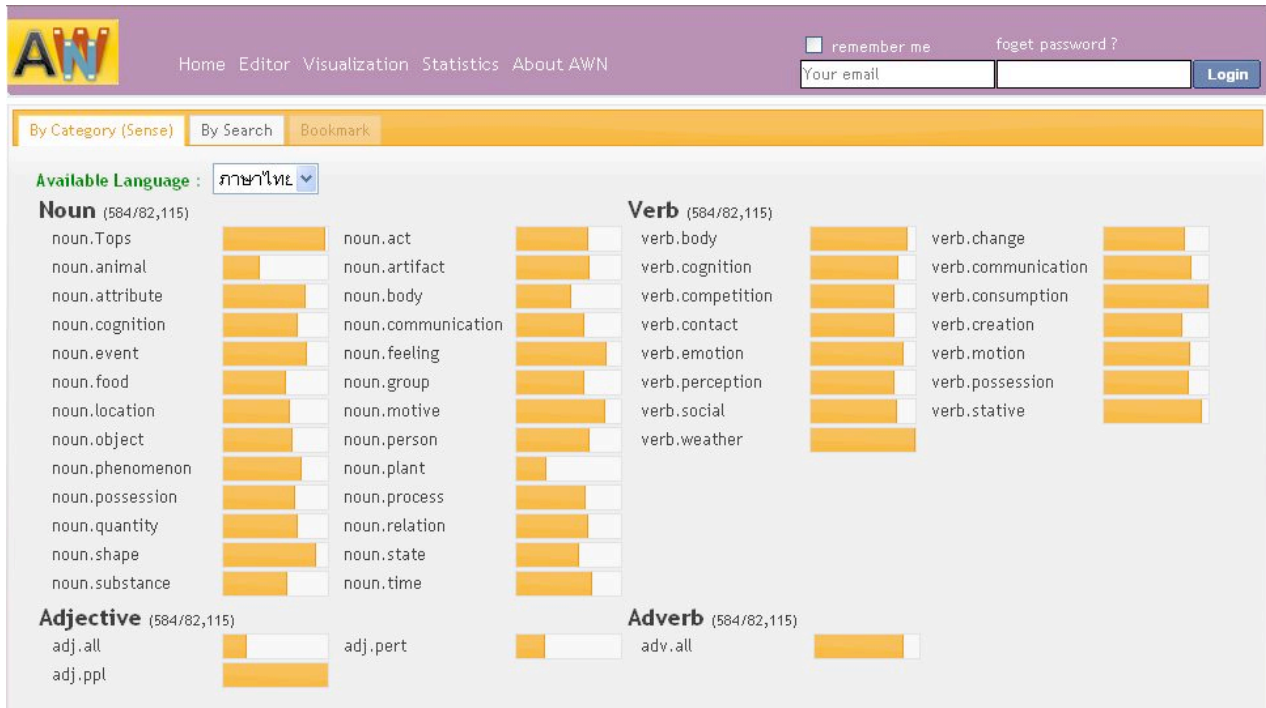 AW
remember me foget password ?
Home Editor Visualization Statistics About AWN
Your email Login
By Category (Sense) By Search Bookmark
Available Language : ภาษาไทย
Noun (584/82,115) Verb (584/82,115)
noun.Tops noun.act verb.body verb.change
noun.animal noun.artifact verb.cognition verb.communication
noun.attribute noun.body verb.competition verb.consumption
noun.cognition noun.communication verb.contact verb.creation
noun.event noun.feeling verb.emotion verb.motion
noun.food noun.group verb.perception verb.possession
noun.location noun.motive verb.social verb.stative
noun.object noun.person verb.weather
noun.phenomenon noun.plant
noun.possession noun.process
noun.quantity noun.relation
noun.shape noun.state
noun.substance noun.time
Adjective (584/82,115) Adverb (584/82,115)
adj.all adj.pert adv.all
adj.ppl